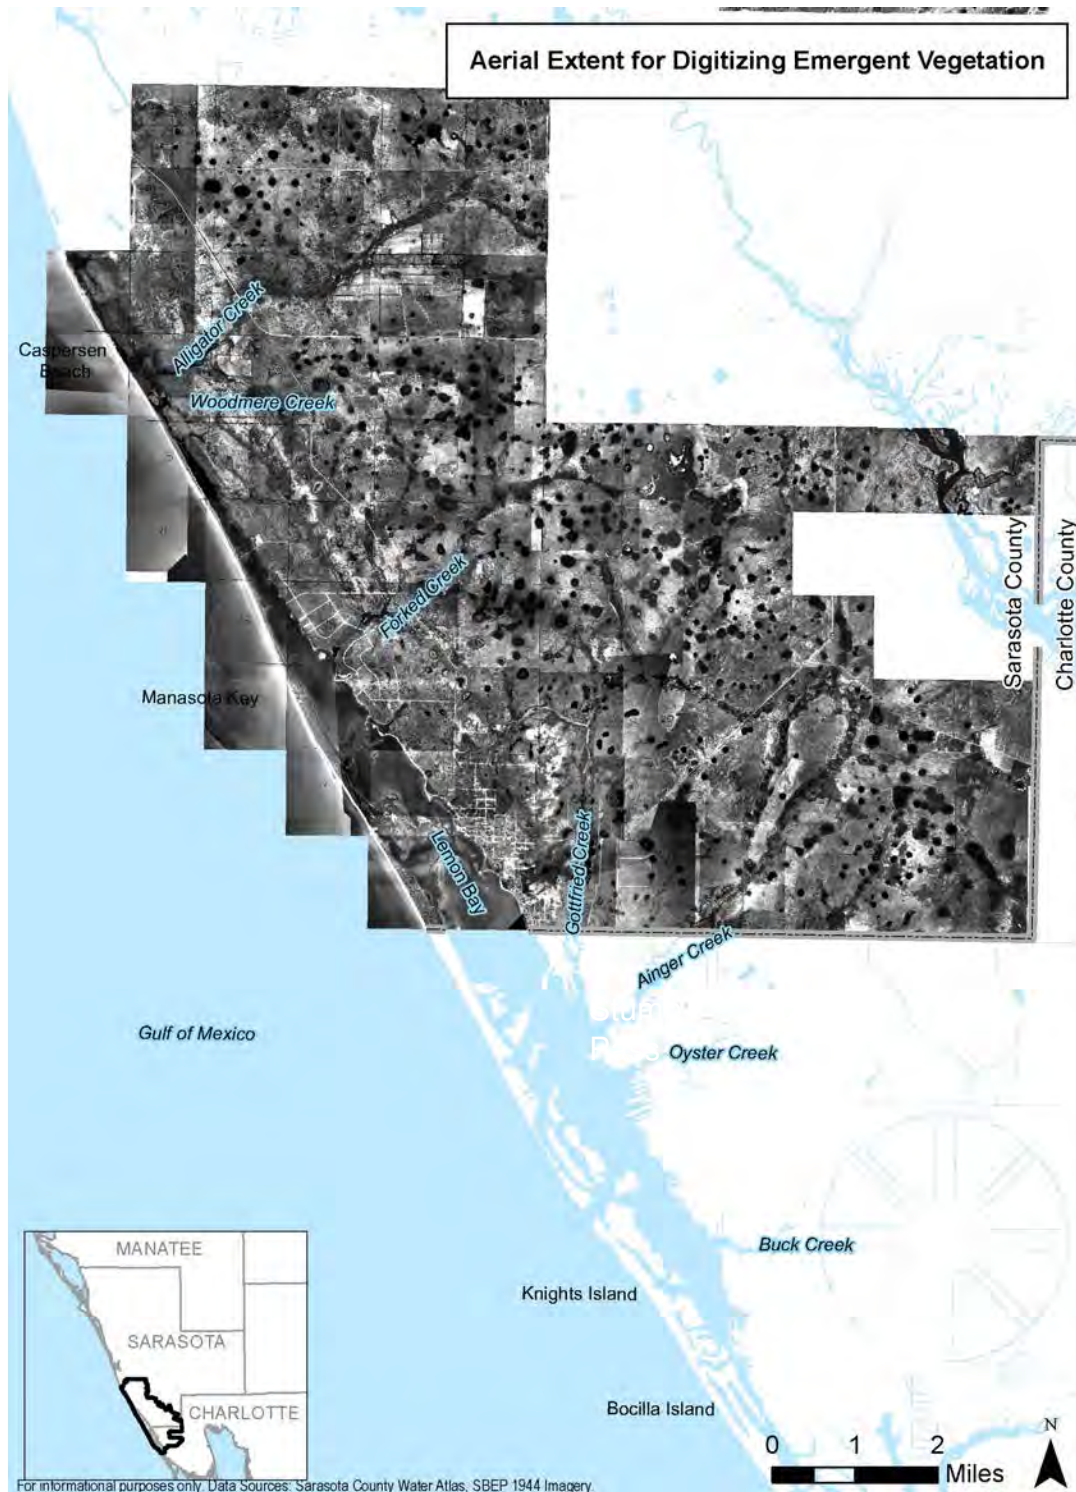 Aerial Extent for Digitizing Emergent Vegetation
Alligator Creek
Caspersen
Beach
Woodmere Creek
Forked Creek
Sarasota County
Charlotte County
Manasota Key
Lemon Bay
Gottfried Creek
Ainger Creek
Gulf of Mexico
Oyster Creek
Buck Creek
Knights Island
Bocilla Island
MANATEE
SARASOTA
CHARLOTTE
0 1 2
Miles
N
For informational purposes only. Data Sources: Sarasota County Water Atlas, SBEP 1944 Imagery.